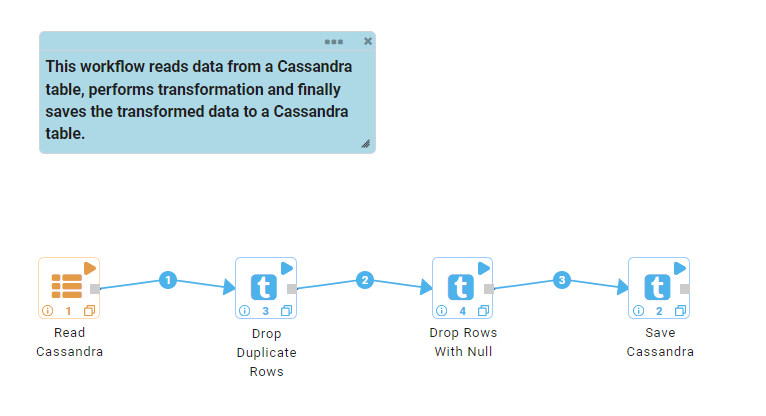 This workflow reads data from a Cassandra
table, performs transformation and finally
saves the transformed data to a Cassandra
table.
1 2 3
t t t
1 3 4 2
Read
Cassandra
Drop
Duplicate
Rows
Drop Rows
With Null
Save
Cassandra